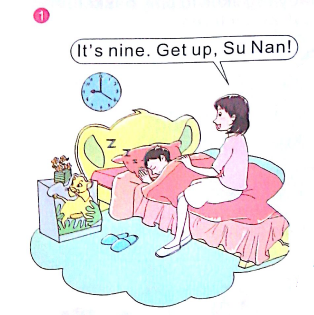 1
It's nine. Get up, Su Nan!
Z Z